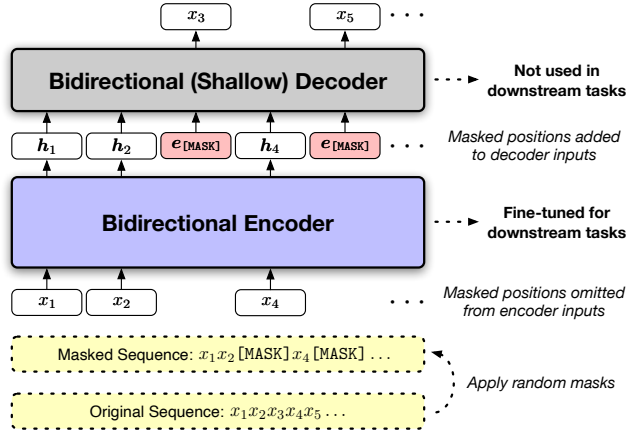 x₃ x₅ · · ·
Bidirectional (Shallow) Decoder
Not used in
downstream tasks
h₁ h₂ e[MASK] h₄ e[MASK] · · ·
Masked positions added
to decoder inputs
Bidirectional Encoder
Fine-tuned for
downstream tasks
x₁ x₂ x₄ · · ·
Masked positions omitted
from encoder inputs
Masked Sequence: x₁x₂[MASK]x₄[MASK]...
Apply random masks
Original Sequence: x₁x₂x₃x₄x₅...